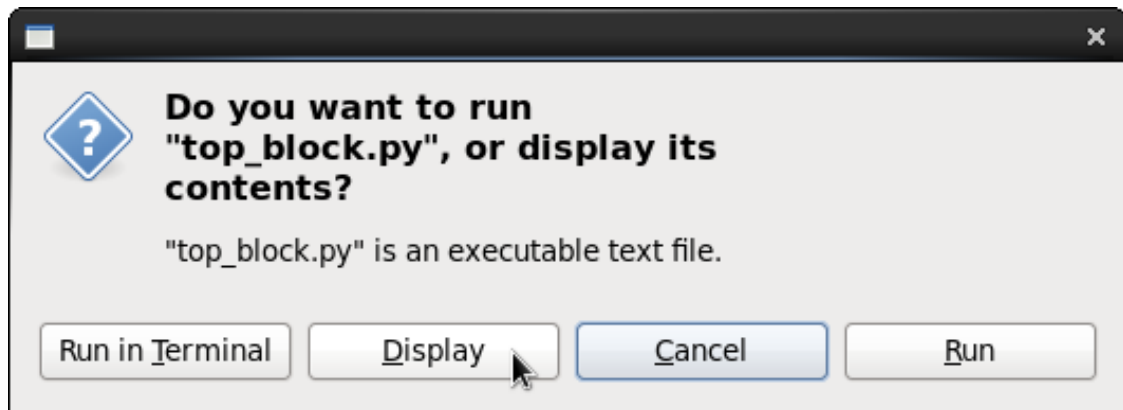 Do you want to run
"top_block.py", or display its
contents?
"top_block.py" is an executable text file.
Run in Terminal
Display
Cancel
Run